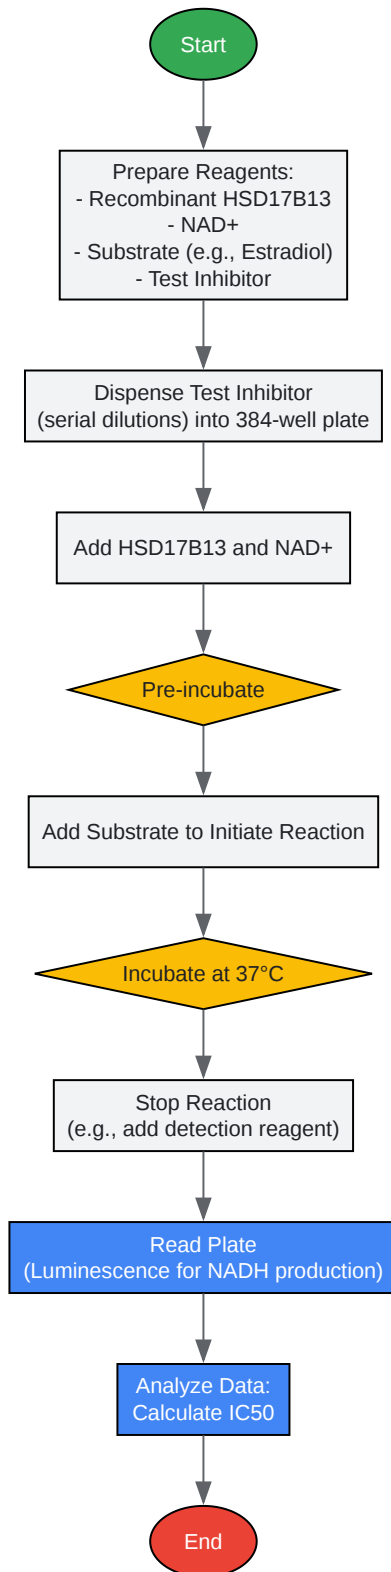 Start
Prepare Reagents:
- Recombinant HSD17B13
- NAD+
- Substrate (e.g., Estradiol)
- Test Inhibitor
Dispense Test Inhibitor
(serial dilutions) into 384-well plate
Add HSD17B13 and NAD+
Pre-incubate
Add Substrate to Initiate Reaction
Incubate at 37°C
Stop Reaction
(e.g., add detection reagent)
Read Plate
(Luminescence for NADH production)
Analyze Data:
Calculate IC50
End